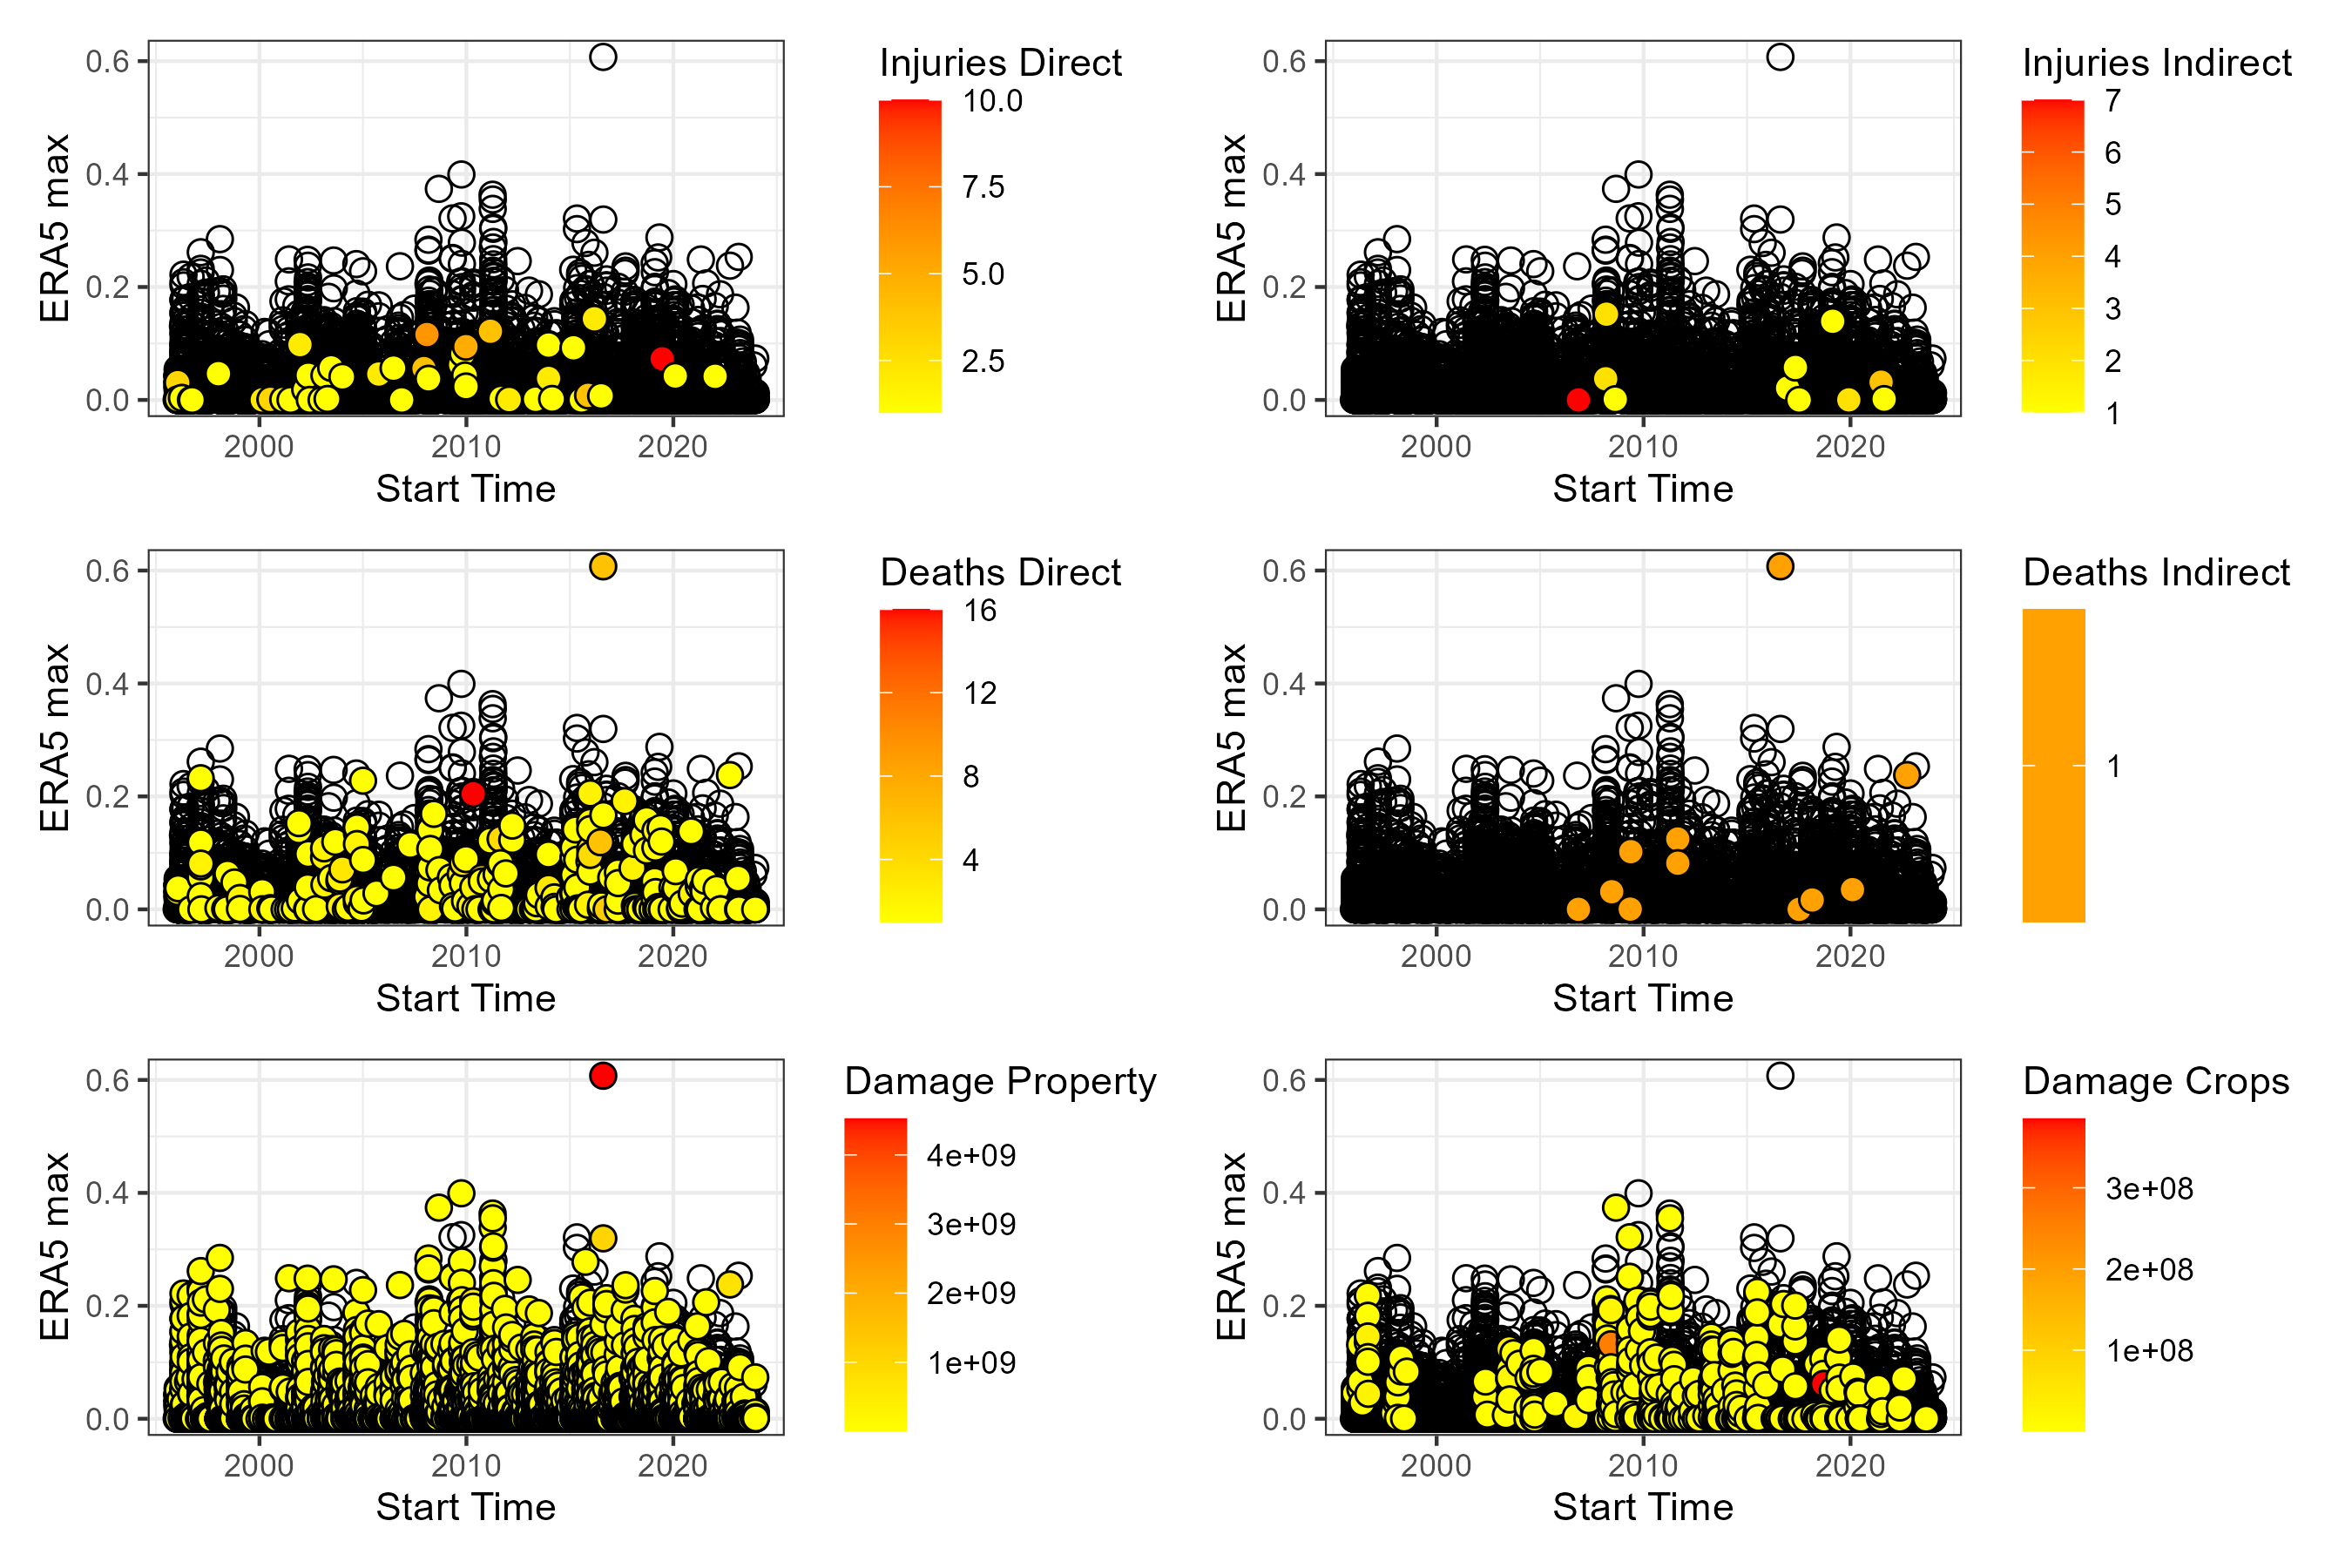 Injuries Direct
10.0
7.5
5.0
2.5
ERA5 max
0.6
0.4
0.2
0.0
2000 2010 2020
Start Time
Injuries Indirect
7
6
5
4
3
2
1
ERA5 max
0.6
0.4
0.2
0.0
2000 2010 2020
Start Time
Deaths Direct
16
12
8
4
ERA5 max
0.6
0.4
0.2
0.0
2000 2010 2020
Start Time
Deaths Indirect
1
ERA5 max
0.6
0.4
0.2
0.0
2000 2010 2020
Start Time
Damage Property
4e+09
3e+09
2e+09
1e+09
ERA5 max
0.6
0.4
0.2
0.0
2000 2010 2020
Start Time
Damage Crops
3e+08
2e+08
1e+08
ERA5 max
0.6
0.4
0.2
0.0
2000 2010 2020
Start Time